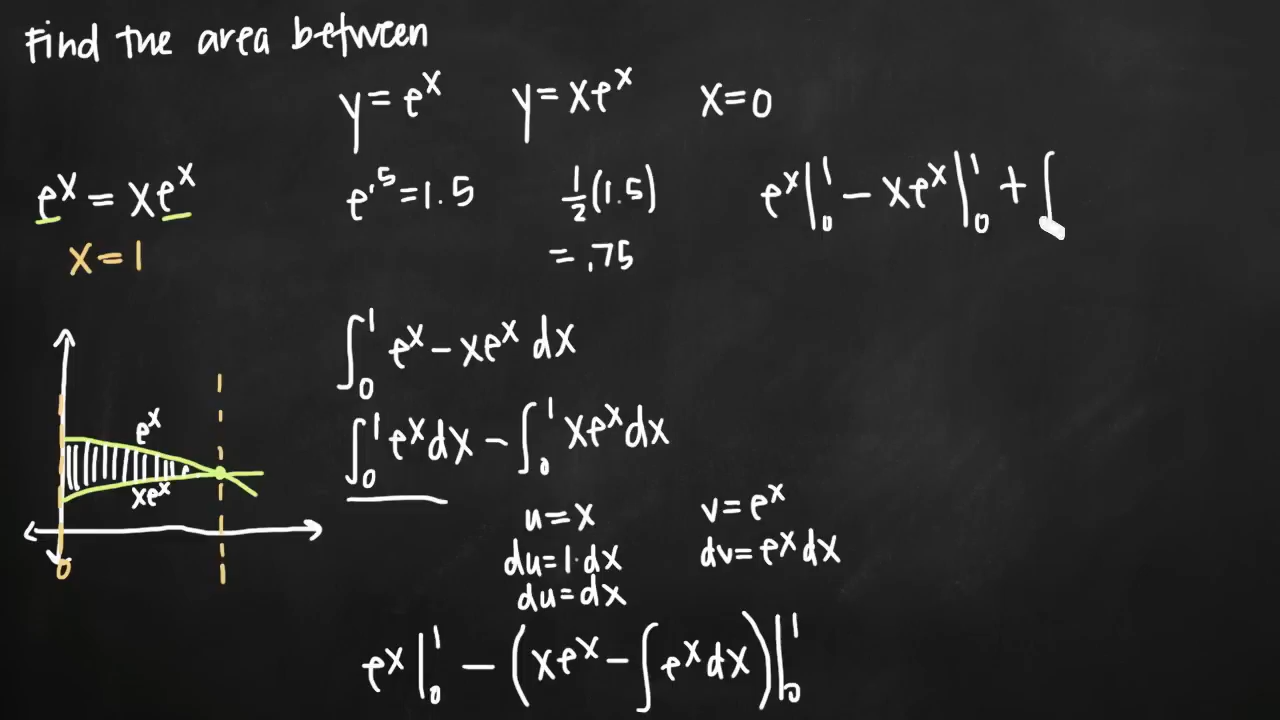 Find the area between
y = e^x   y = xe^x   x = 0
e^x = xe^x   e^.5 = 1.5   1/2(1.5)   e^x|_0^1 − xe^x|_0^1 + ∫
x = 1   = .75
∫_0^1 e^x − xe^x dx
∫_0^1 e^x dx − ∫_0^1 xe^x dx
e^x
xe^x
0
u = x   v = e^x
du = 1·dx   dv = e^x dx
du = dx
e^x|_0^1 − (xe^x − ∫e^x dx)|_0^1